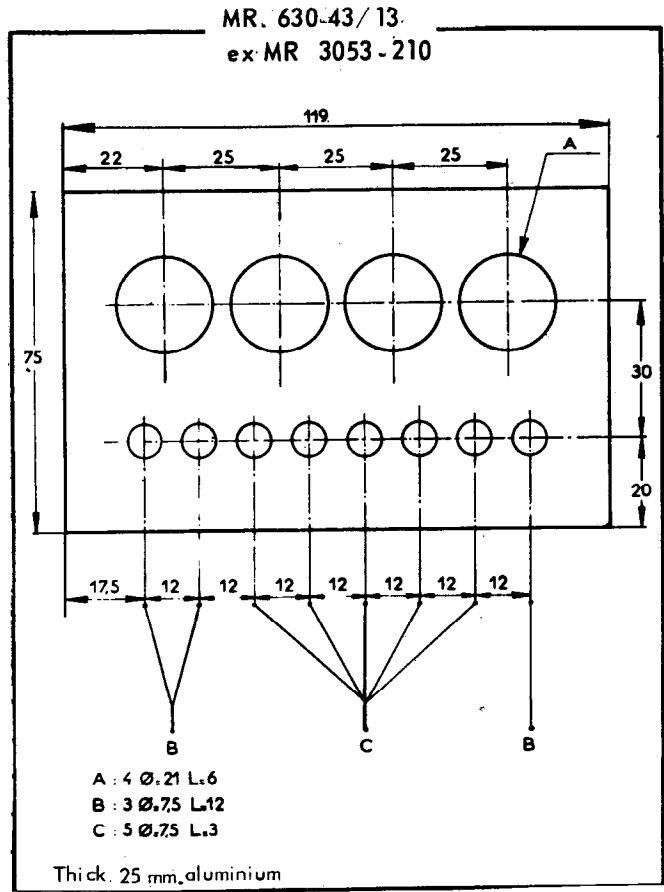 MR. 630-43/13
ex MR 3053-210
119
22 25 25 25 A
75
30
20
17,5 12 12 12 12 12 12 12
B C B
A : 4 Ø=21 L=6
B : 3 Ø=7,5 L=12
C : 5 Ø=7,5 L=3
Thick. 25 mm. aluminium